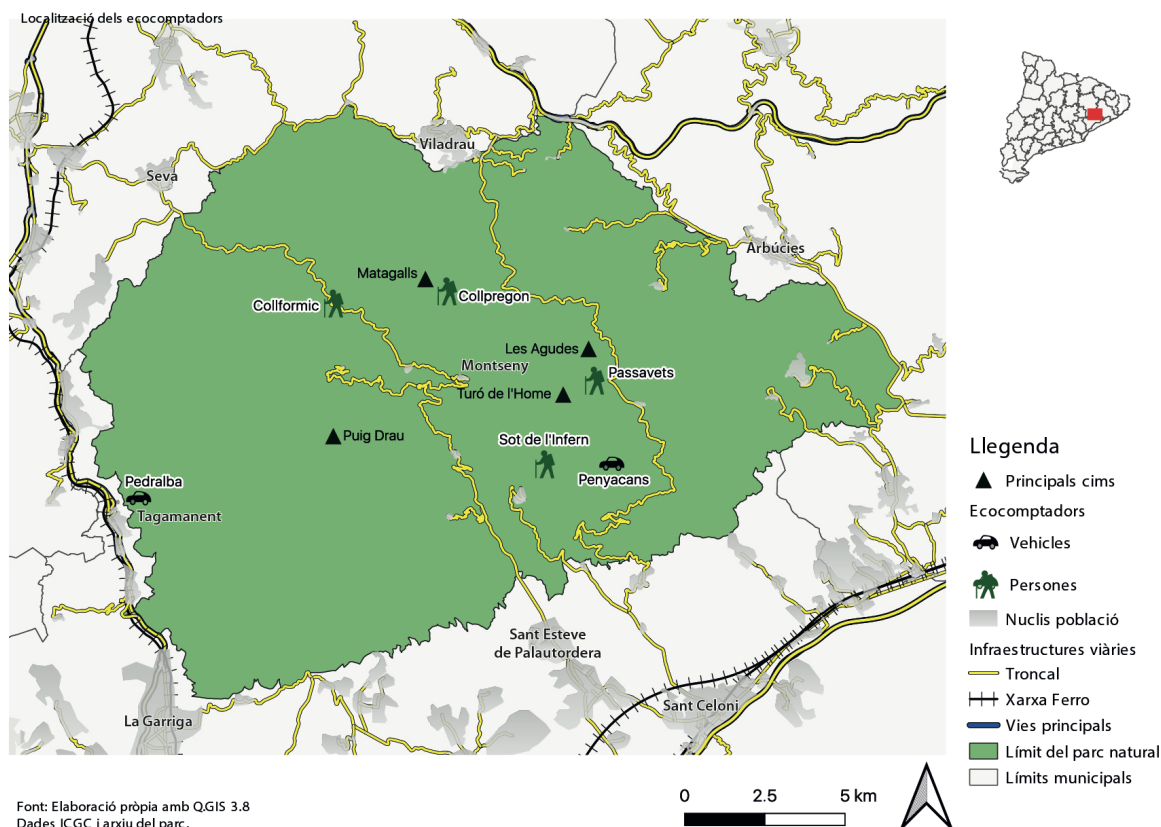 Localització dels ecocomptadors
Viladrau
Seva
Arbúcies
Matagalls
Collpregon
Collformic
Les Agudes
Montseny
Passavets
Turó de l'Home
Puig Drau
Sot de l'Infern
Penyacans
Pedralba
Tagamanent
Sant Esteve
de Palautordera
Sant Celoni
La Garriga
Llegenda
Principals cims
Ecocomptadors
Vehicles
Persones
Nuclis població
Infraestructures viàries
Troncal
Xarxa Ferro
Vies principals
Límit del parc natural
Límits municipals
0 2.5 5 km
Font: Elaboració pròpia amb QGIS 3.8
Dades ICGC i arxiu del parc.